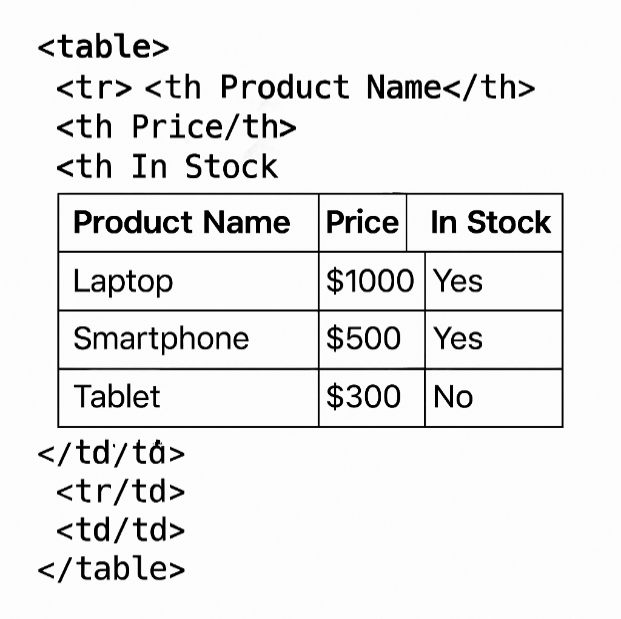 <table>
<tr> <th Product Name</th>
<th Price/th>
<th In Stock
Product Name Price In Stock
Laptop $1000 Yes
Smartphone $500 Yes
Tablet $300 No
</td/td>
<tr/td>
<td/td>
</table>